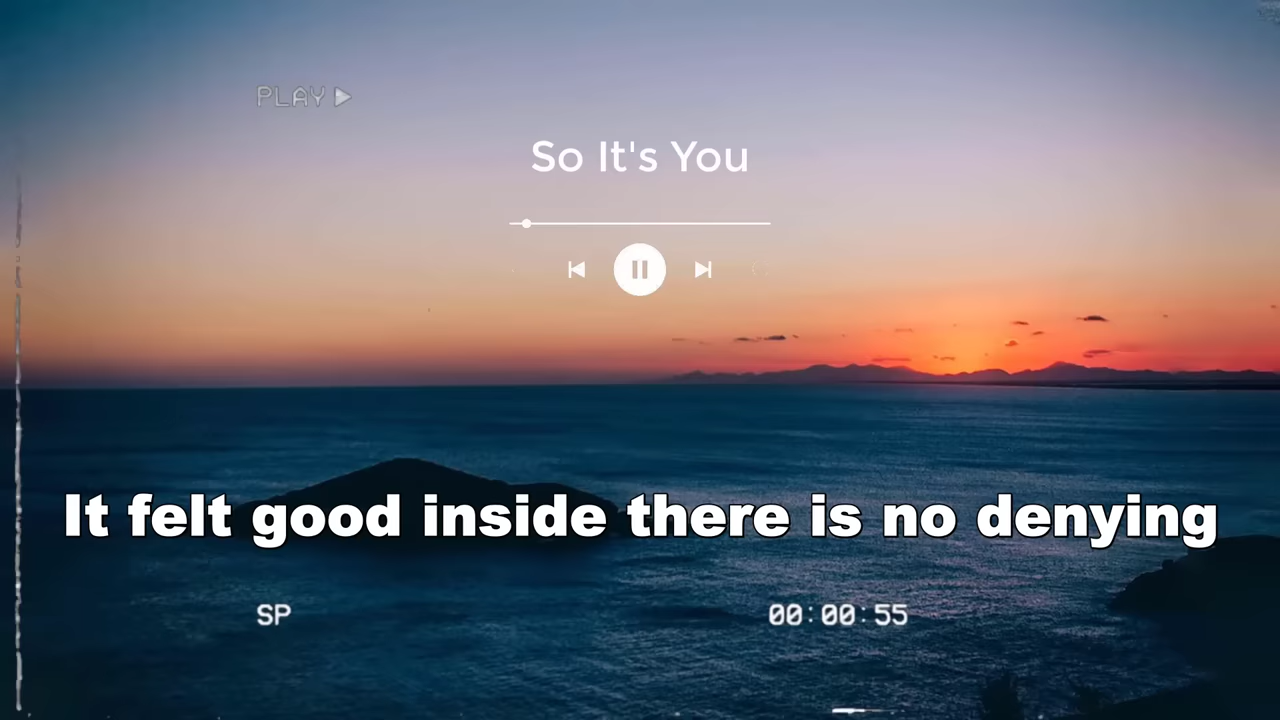 PLAY
So It's You
It felt good inside there is no denying
SP
00:00:55